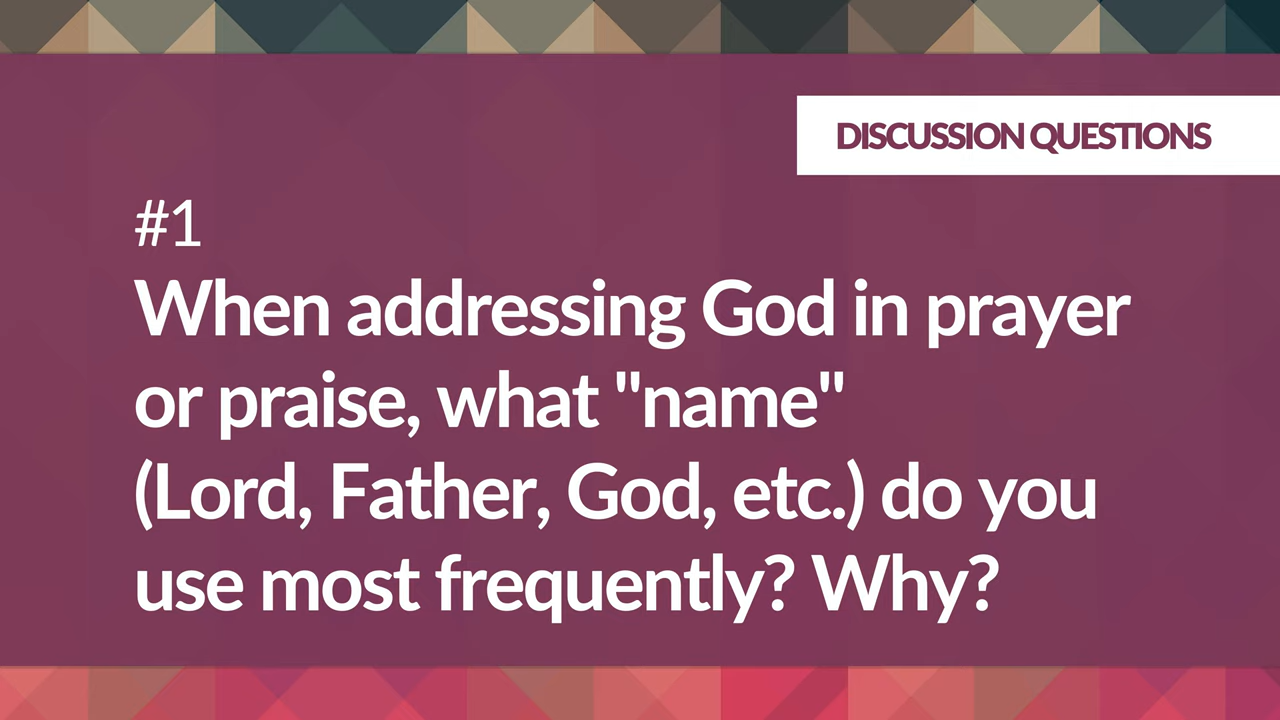 DISCUSSION QUESTIONS
#1
When addressing God in prayer
or praise, what "name"
(Lord, Father, God, etc.) do you
use most frequently? Why?